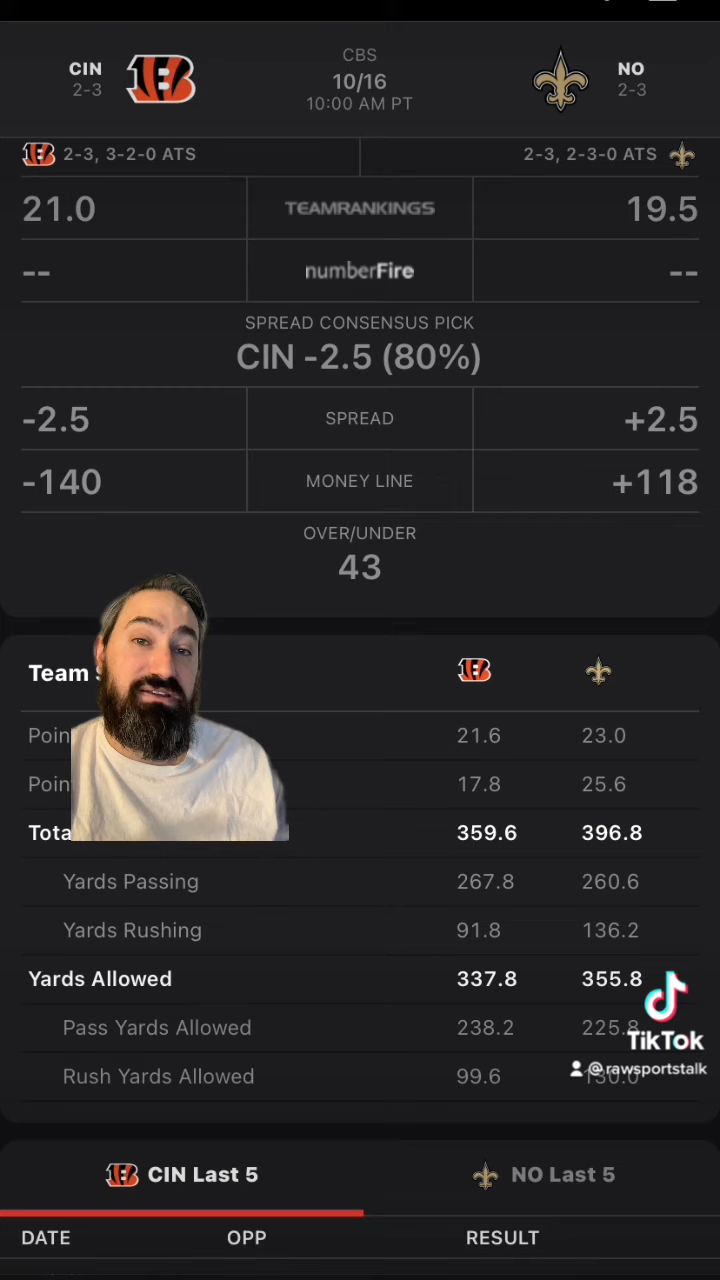 CBS
CIN 10/16 NO
2-3 10:00 AM PT 2-3
2-3, 3-2-0 ATS 2-3, 2-3-0 ATS
21.0 TEAMRANKINGS 19.5
-- numberFire --
SPREAD CONSENSUS PICK
CIN -2.5 (80%)
-2.5 SPREAD +2.5
-140 MONEY LINE +118
OVER/UNDER
43
Team
21.6 23.0
17.8 25.6
359.6 396.8
Yards Passing 267.8 260.6
Yards Rushing 91.8 136.2
Yards Allowed 337.8 355.8
Pass Yards Allowed 238.2 225.8
Rush Yards Allowed 99.6 130.0
TikTok
@rawsportstalk
CIN Last 5 NO Last 5
DATE OPP RESULT